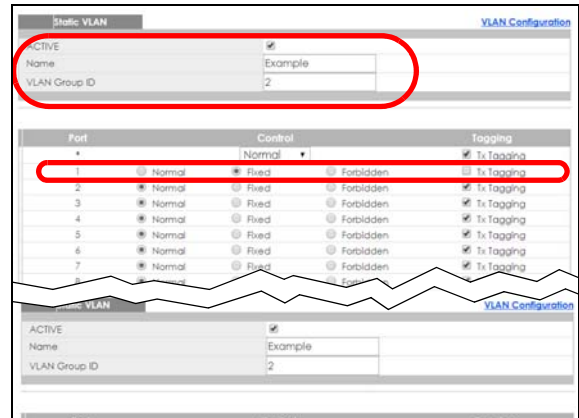 Static VLAN VLAN Configuration
ACTIVE
Name Example
VLAN Group ID 2
Port Control Tagging
* Normal Tx Tagging
1 Normal Fixed Forbidden Tx Tagging
2 Normal Fixed Forbidden Tx Tagging
3 Normal Fixed Forbidden Tx Tagging
4 Normal Fixed Forbidden Tx Tagging
5 Normal Fixed Forbidden Tx Tagging
6 Normal Fixed Forbidden Tx Tagging
7 Normal Fixed Forbidden Tx Tagging
Static VLAN VLAN Configuration
ACTIVE
Name Example
VLAN Group ID 2